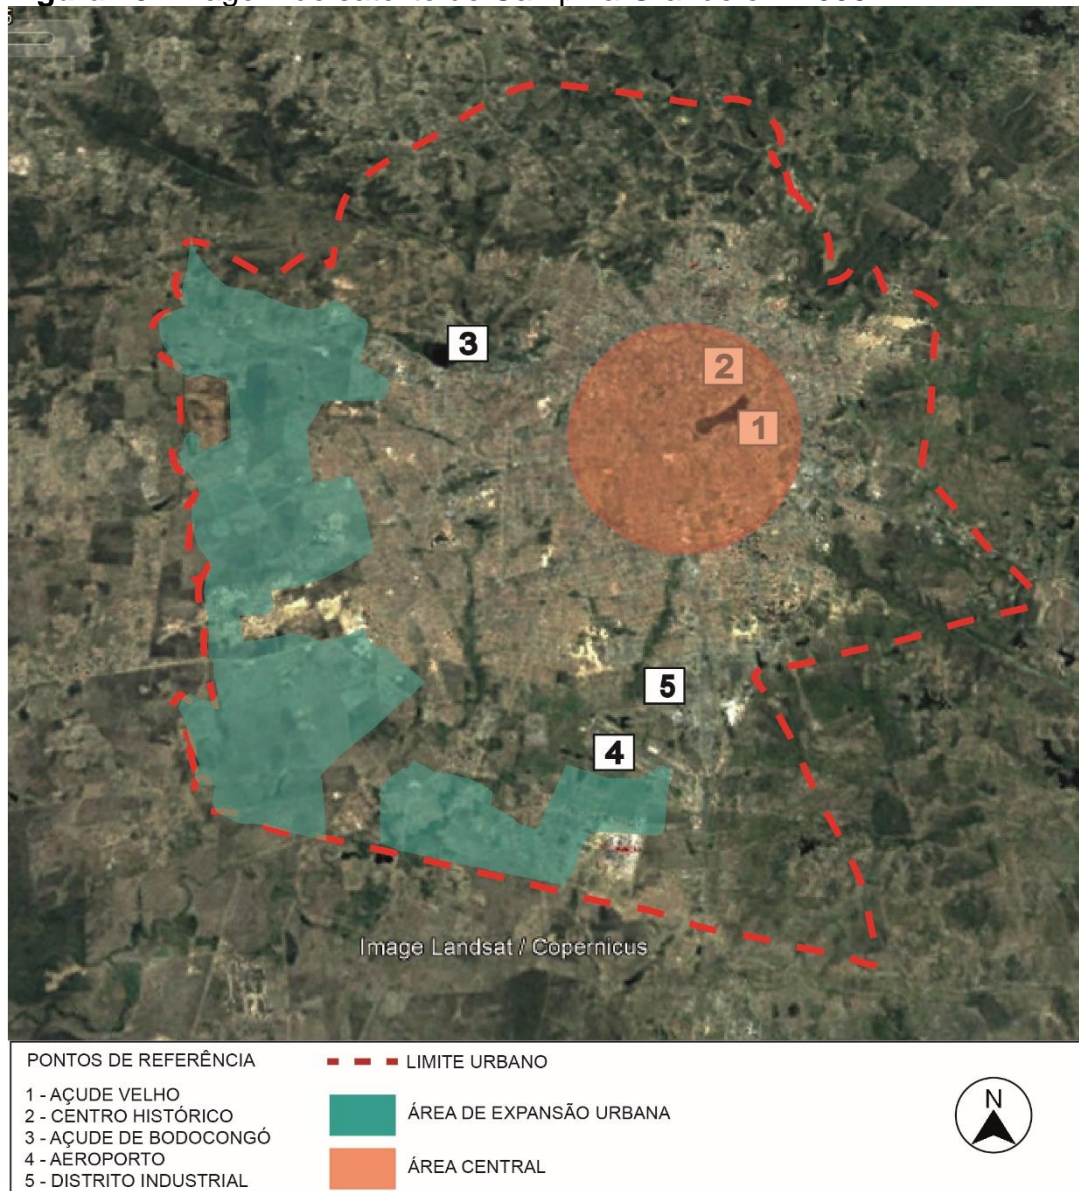 3
2
1
5
4
Image Landsat / Copernicus
PONTOS DE REFERÊNCIA
1 - AÇUDE VELHO
2 - CENTRO HISTÓRICO
3 - AÇUDE DE BODOCONGÓ
4 - AEROPORTO
5 - DISTRITO INDUSTRIAL
LIMITE URBANO
ÁREA DE EXPANSÃO URBANA
ÁREA CENTRAL
N